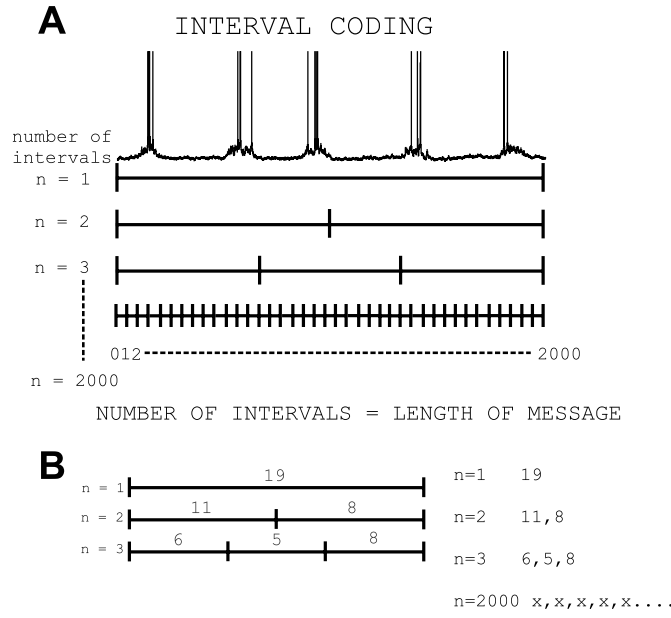 A
INTERVAL CODING
number of
intervals
n = 1
n = 2
n = 3
012 2000
n = 2000
NUMBER OF INTERVALS = LENGTH OF MESSAGE
B
n = 1 19
n = 2 11 8
n = 3 6 5 8
n=1 19
n=2 11,8
n=3 6,5,8
n=2000 x,x,x,x,x....